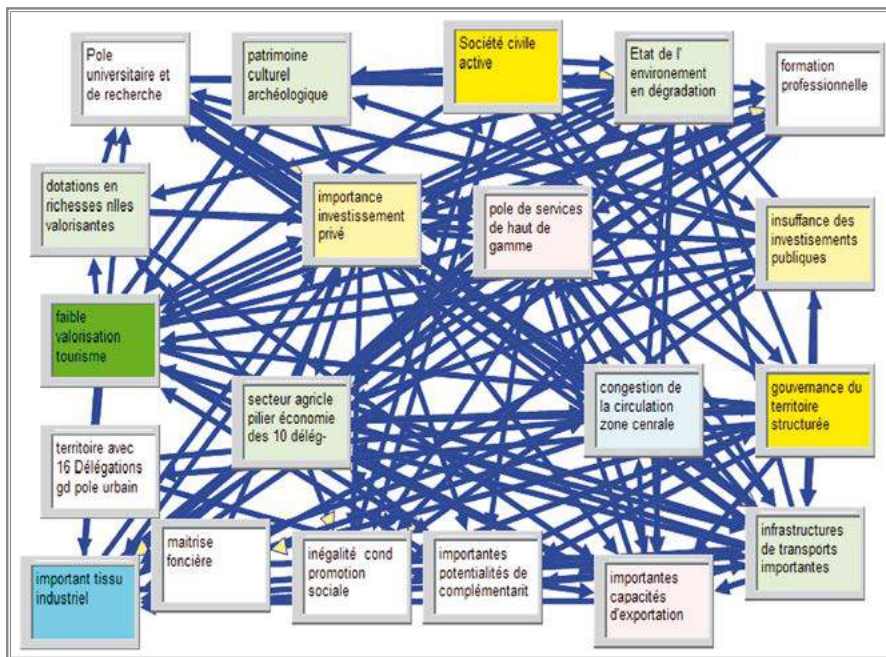 Pole
universitaire et
de recherche
patrimoine
culturel
archéologique
Société civile
active
Etat de l'
environement
en dégradation
formation
professionnelle
dotations en
richesses nlles
valorisantes
importance
investissement
privé
pole de services
de haut de
gamme
insuffance des
investisements
publiques
faible
valorisation
tourisme
secteur agricle
pilier économie
des 10 délég-
congestion de
la circulation
zone cenrale
gouvernance du
territoire
structurée
territoire avec
16 Délégations
gd pole urbain
maitrise
foncière
inégalité cond
promotion
sociale
importantes
potentialités de
complémentarit
importantes
capacités
d'exportation
infrastructures
de transports
importantes
important tissu
industriel